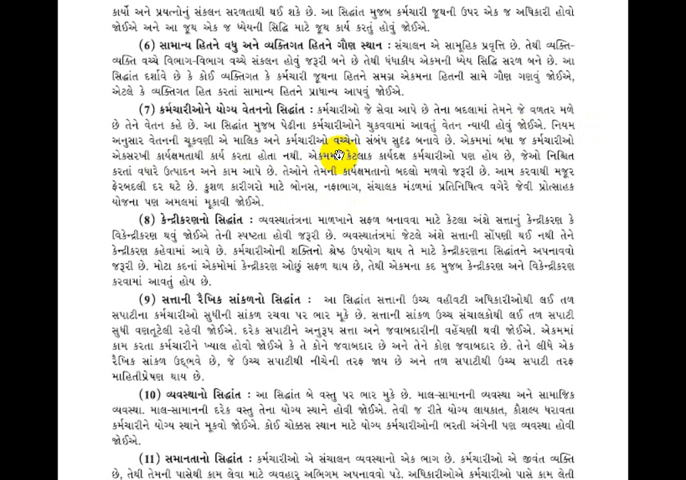 કાર્યો અને પ્રયત્નોનું સંકલન સરળતાથી થઈ શકે છે. આ સિદ્ધાંત મુજબ કર્મચારી જૂથની ઉપર એક જ અધિકારી હોવો
જોઈએ અને આ જૂથ એક જ ધ્યેયની સિદ્ધિ માટે જૂથ કાર્ય કરતું હોવું જોઈએ.
(6) સામાન્ય હિતને વધુ અને વ્યક્તિગત હિતને ગૌણ સ્થાન : સંચાલન એ સામૂહિક પ્રવૃત્તિ છે. તેથી વ્યક્તિ-
વ્યક્તિ વચ્ચે વિભાગ-વિભાગ વચ્ચે સંકલન હોવું જરૂરી બને છે તેથી ધંધાકીય એકમની ધ્યેય સિદ્ધિ સરળ બને છે. આ
સિદ્ધાંત દર્શાવે છે કે કોઈ વ્યક્તિગત કે કર્મચારી જૂથના હિતને સમગ્ર એકમના હિતની સામે ગૌણ ગણવું જોઈએ,
એટલે કે વ્યક્તિગત હિત કરતાં સામાન્ય હિતને પ્રાધાન્ય આપવું જોઈએ.
(7) કર્મચારીઓને યોગ્ય વેતનનો સિદ્ધાંત : કર્મચારીઓ જે સેવા આપે છે તેના બદલામાં તેમને જે વળતર મળે
છે તેને વેતન કહે છે. આ સિદ્ધાંત મુજબ પેઢીના કર્મચારીઓને ચુકવવામાં આવતું વેતન ન્યાયી હોવું જોઈએ. નિયમ
અનુસાર વેતનની ચૂકવણી એ માલિક અને કર્મચારીઓ વચ્ચેનો સંબંધ સુદઢ બનાવે છે. એકમમાં બધા જ કર્મચારીઓ
એકસરખી કાર્યક્ષમતાથી કાર્ય કરતા હોતા નથી. એકમમાં કેટલાક કાર્યદક્ષ કર્મચારીઓ પણ હોય છે, જેઓ નિશ્ચિત
કરતાં વધારે ઉત્પાદન અને કામ આપે છે. તેઓને તેમની કાર્યક્ષમતાનો બદલો મળવો જરૂરી છે. આમ કરવાથી મજૂર
ફેરબદલી દર ઘટે છે. કુશળ કારીગરો માટે બોનસ, નફાભાગ, સંચાલક મંડળમાં પ્રતિનિધિત્વ વગેરે જેવી પ્રોત્સાહક
યોજના પણ અમલમાં મૂકાવી જોઈએ.
(8) કેન્દ્રીકરણનો સિદ્ધાંત : વ્યવસ્થાતંત્રના માળખાને સફળ બનાવવા માટે કેટલા અંશે સત્તાનું કેન્દ્રીકરણ કે
વિકેન્દ્રીકરણ થવું જોઈએ તેની સ્પષ્ટતા હોવી જરૂરી છે. વ્યવસ્થાતંત્રમાં જેટલે અંશે સત્તાની સોંપણી થઈ નથી તેને
કેન્દ્રીકરણ કહેવામાં આવે છે. કર્મચારીઓની શક્તિનો શ્રેષ્ઠ ઉપયોગ થાય તે માટે કેન્દ્રીકરણના સિદ્ધાંતને અપનાવવો
જરૂરી છે. મોટા કદનાં એકમોમાં કેન્દ્રીકરણ ઓછું સફળ થાય છે, તેથી એકમના કદ મુજબ કેન્દ્રીકરણ અને વિકેન્દ્રીકરણ
કરવામાં આવતું હોય છે.
(9) સત્તાની રૈખિક સાંકળનો સિદ્ધાંત : આ સિદ્ધાંત સત્તાની ઉચ્ચ વહીવટી અધિકારીઓથી લઈ તળ
સપાટીના કર્મચારીઓ સુધીની સાંકળ રચવા પર ભાર મૂકે છે. સત્તાની સાંકળ ઉચ્ચ સંચાલકોથી લઈ તળ સપાટી
સુધી વણતૂટેલી રહેવી જોઈએ. દરેક સપાટીને અનુરૂપ સત્તા અને જવાબદારીની વહેંચણી થવી જોઈએ. એકમમાં
કામ કરતા કર્મચારીને ખ્યાલ હોવો જોઈએ કે તે કોને જવાબદાર છે અને તેને કોણ જવાબદાર છે. તેને લીધે એક
રૈખિક સાંકળ ઉદ્ભવે છે, જે ઉચ્ચ સપાટીથી નીચેની તરફ જાય છે અને તળ સપાટીથી ઉચ્ચ સપાટી તરફ
માહિતીપ્રેષણ થાય છે.
(10) વ્યવસ્થાનો સિદ્ધાંત : આ સિદ્ધાંત બે વસ્તુ પર ભાર મૂકે છે. માલ-સામાનની વ્યવસ્થા અને સામાજિક
વ્યવસ્થા. માલ-સામાનની દરેક વસ્તુ તેના યોગ્ય સ્થાને હોવી જોઈએ. તેવી જ રીતે યોગ્ય લાયકાત, કૌશલ્ય ધરાવતા
કર્મચારીને યોગ્ય સ્થાને મૂકવો જોઈએ. કોઈ ચોક્કસ સ્થાન માટે યોગ્ય કર્મચારીઓની ભરતી અંગેની પણ વ્યવસ્થા હોવી
જોઈએ.
(11) સમાનતાનો સિદ્ધાંત : કર્મચારીઓ એ સંચાલન વ્યવસ્થાનો એક ભાગ છે. કર્મચારીઓ એ જીવંત વ્યક્તિ
છે, તેથી તેમની પાસેથી કામ લેવા માટે વ્યવહારુ અભિગમ અપનાવવો પડે. અધિકારીઓએ કર્મચારીઓ પાસે કામ લેતી